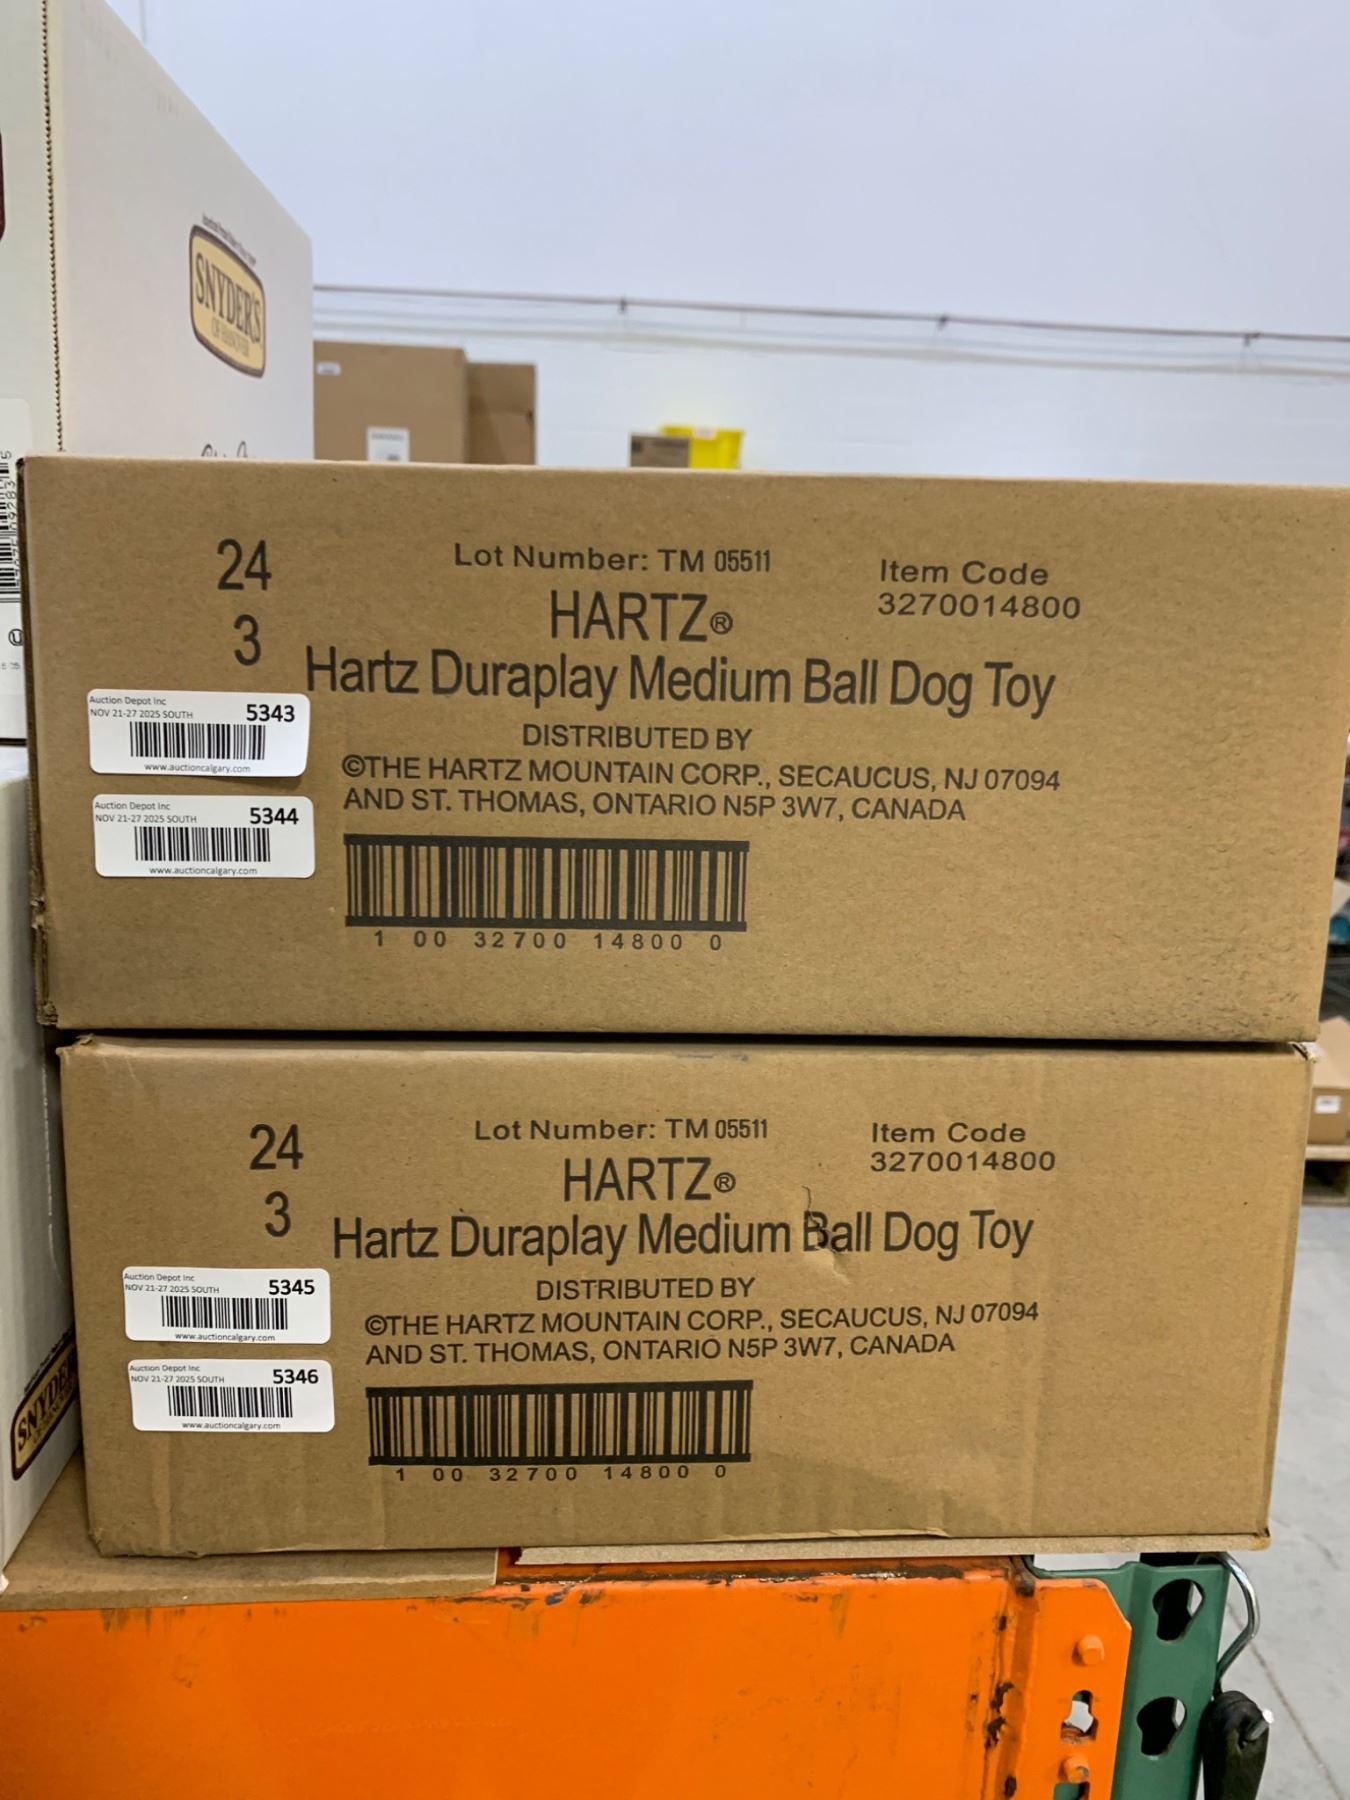 SNYDER'S
OF HANOVER
24
3
Lot Number: TM 05511
Item Code
3270014800
HARTZ®
Hartz Duraplay Medium Ball Dog Toy
DISTRIBUTED BY
©THE HARTZ MOUNTAIN CORP., SECAUCUS, NJ 07094
AND ST. THOMAS, ONTARIO N5P 3W7, CANADA
1 00 32700 14800 0
Auction Depot Inc
NOV 21-27 2025 SOUTH 5343
www.auctioncalgary.com
Auction Depot Inc
NOV 21-27 2025 SOUTH 5344
www.auctioncalgary.com
24
3
Lot Number: TM 05511
Item Code
3270014800
HARTZ®
Hartz Duraplay Medium Ball Dog Toy
DISTRIBUTED BY
©THE HARTZ MOUNTAIN CORP., SECAUCUS, NJ 07094
AND ST. THOMAS, ONTARIO N5P 3W7, CANADA
1 00 32700 14800 0
Auction Depot Inc
NOV 21-27 2025 SOUTH 5345
www.auctioncalgary.com
Auction Depot Inc
NOV 21-27 2025 SOUTH 5346
www.auctioncalgary.com
SNYDER'S